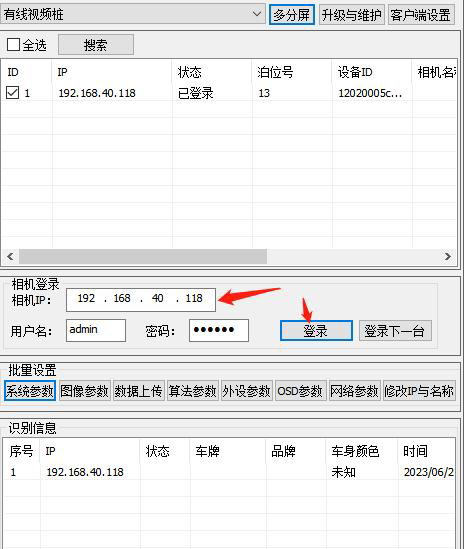 有线视频桩 多分屏 升级与维护 客户端设置
全选 搜索
ID IP 状态 泊位号 设备ID 相机名
1 192.168.40.118 已登录 13 12020005c...
相机登录
相机IP: 192 . 168 . 40 . 118
用户名: admin 密码: ●●●●●● 登录 登录下一台
批量设置
系统参数 图像参数 数据上传 算法参数 外设参数 OSD参数 网络参数 修改IP与名称
识别信息
序号 IP 状态 车牌 品牌 车身颜色 时间
1 192.168.40.118 未知 2023/06/2